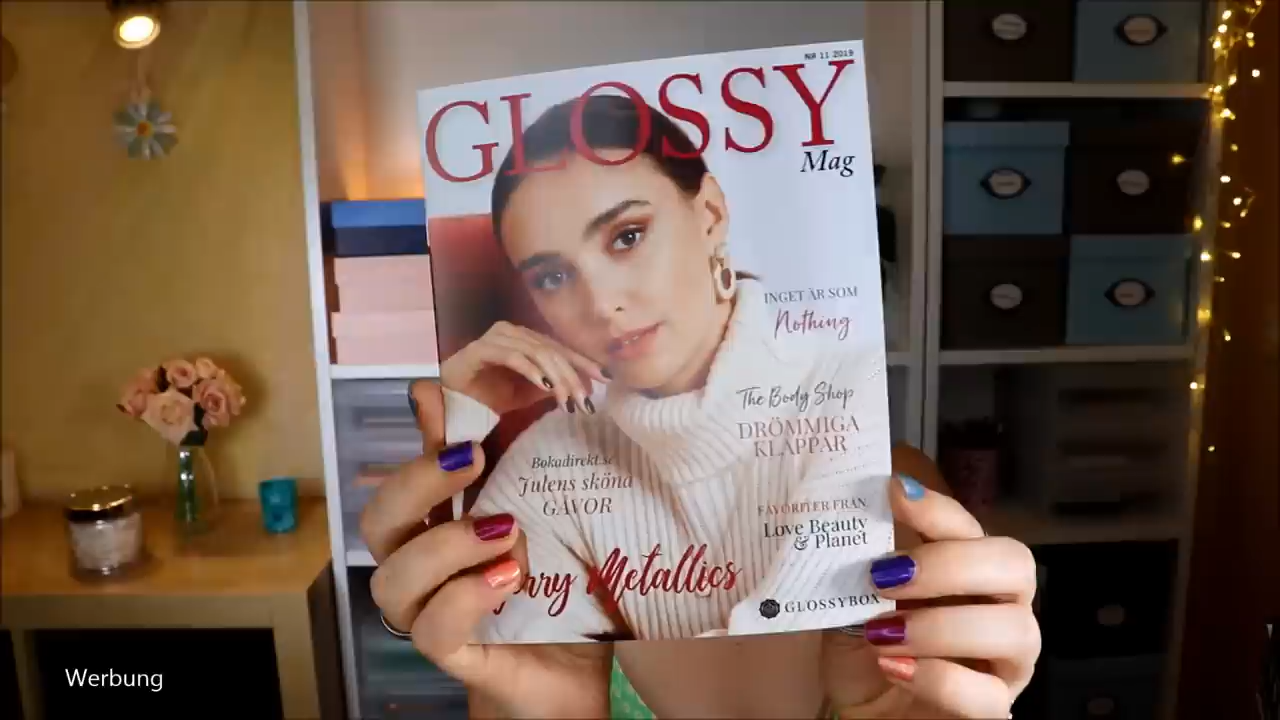 NR 11 2019
GLOSSY
Mag
INGET ÄR SOM
Nothing
The Body Shop
DRÖMMIGA
KLAPPAR
Bokadirekt.se
Julens sköna
GÅVOR
FAVORITER FRÅN
Love Beauty
& Planet
Metallics
GLOSSYBOX
Werbung